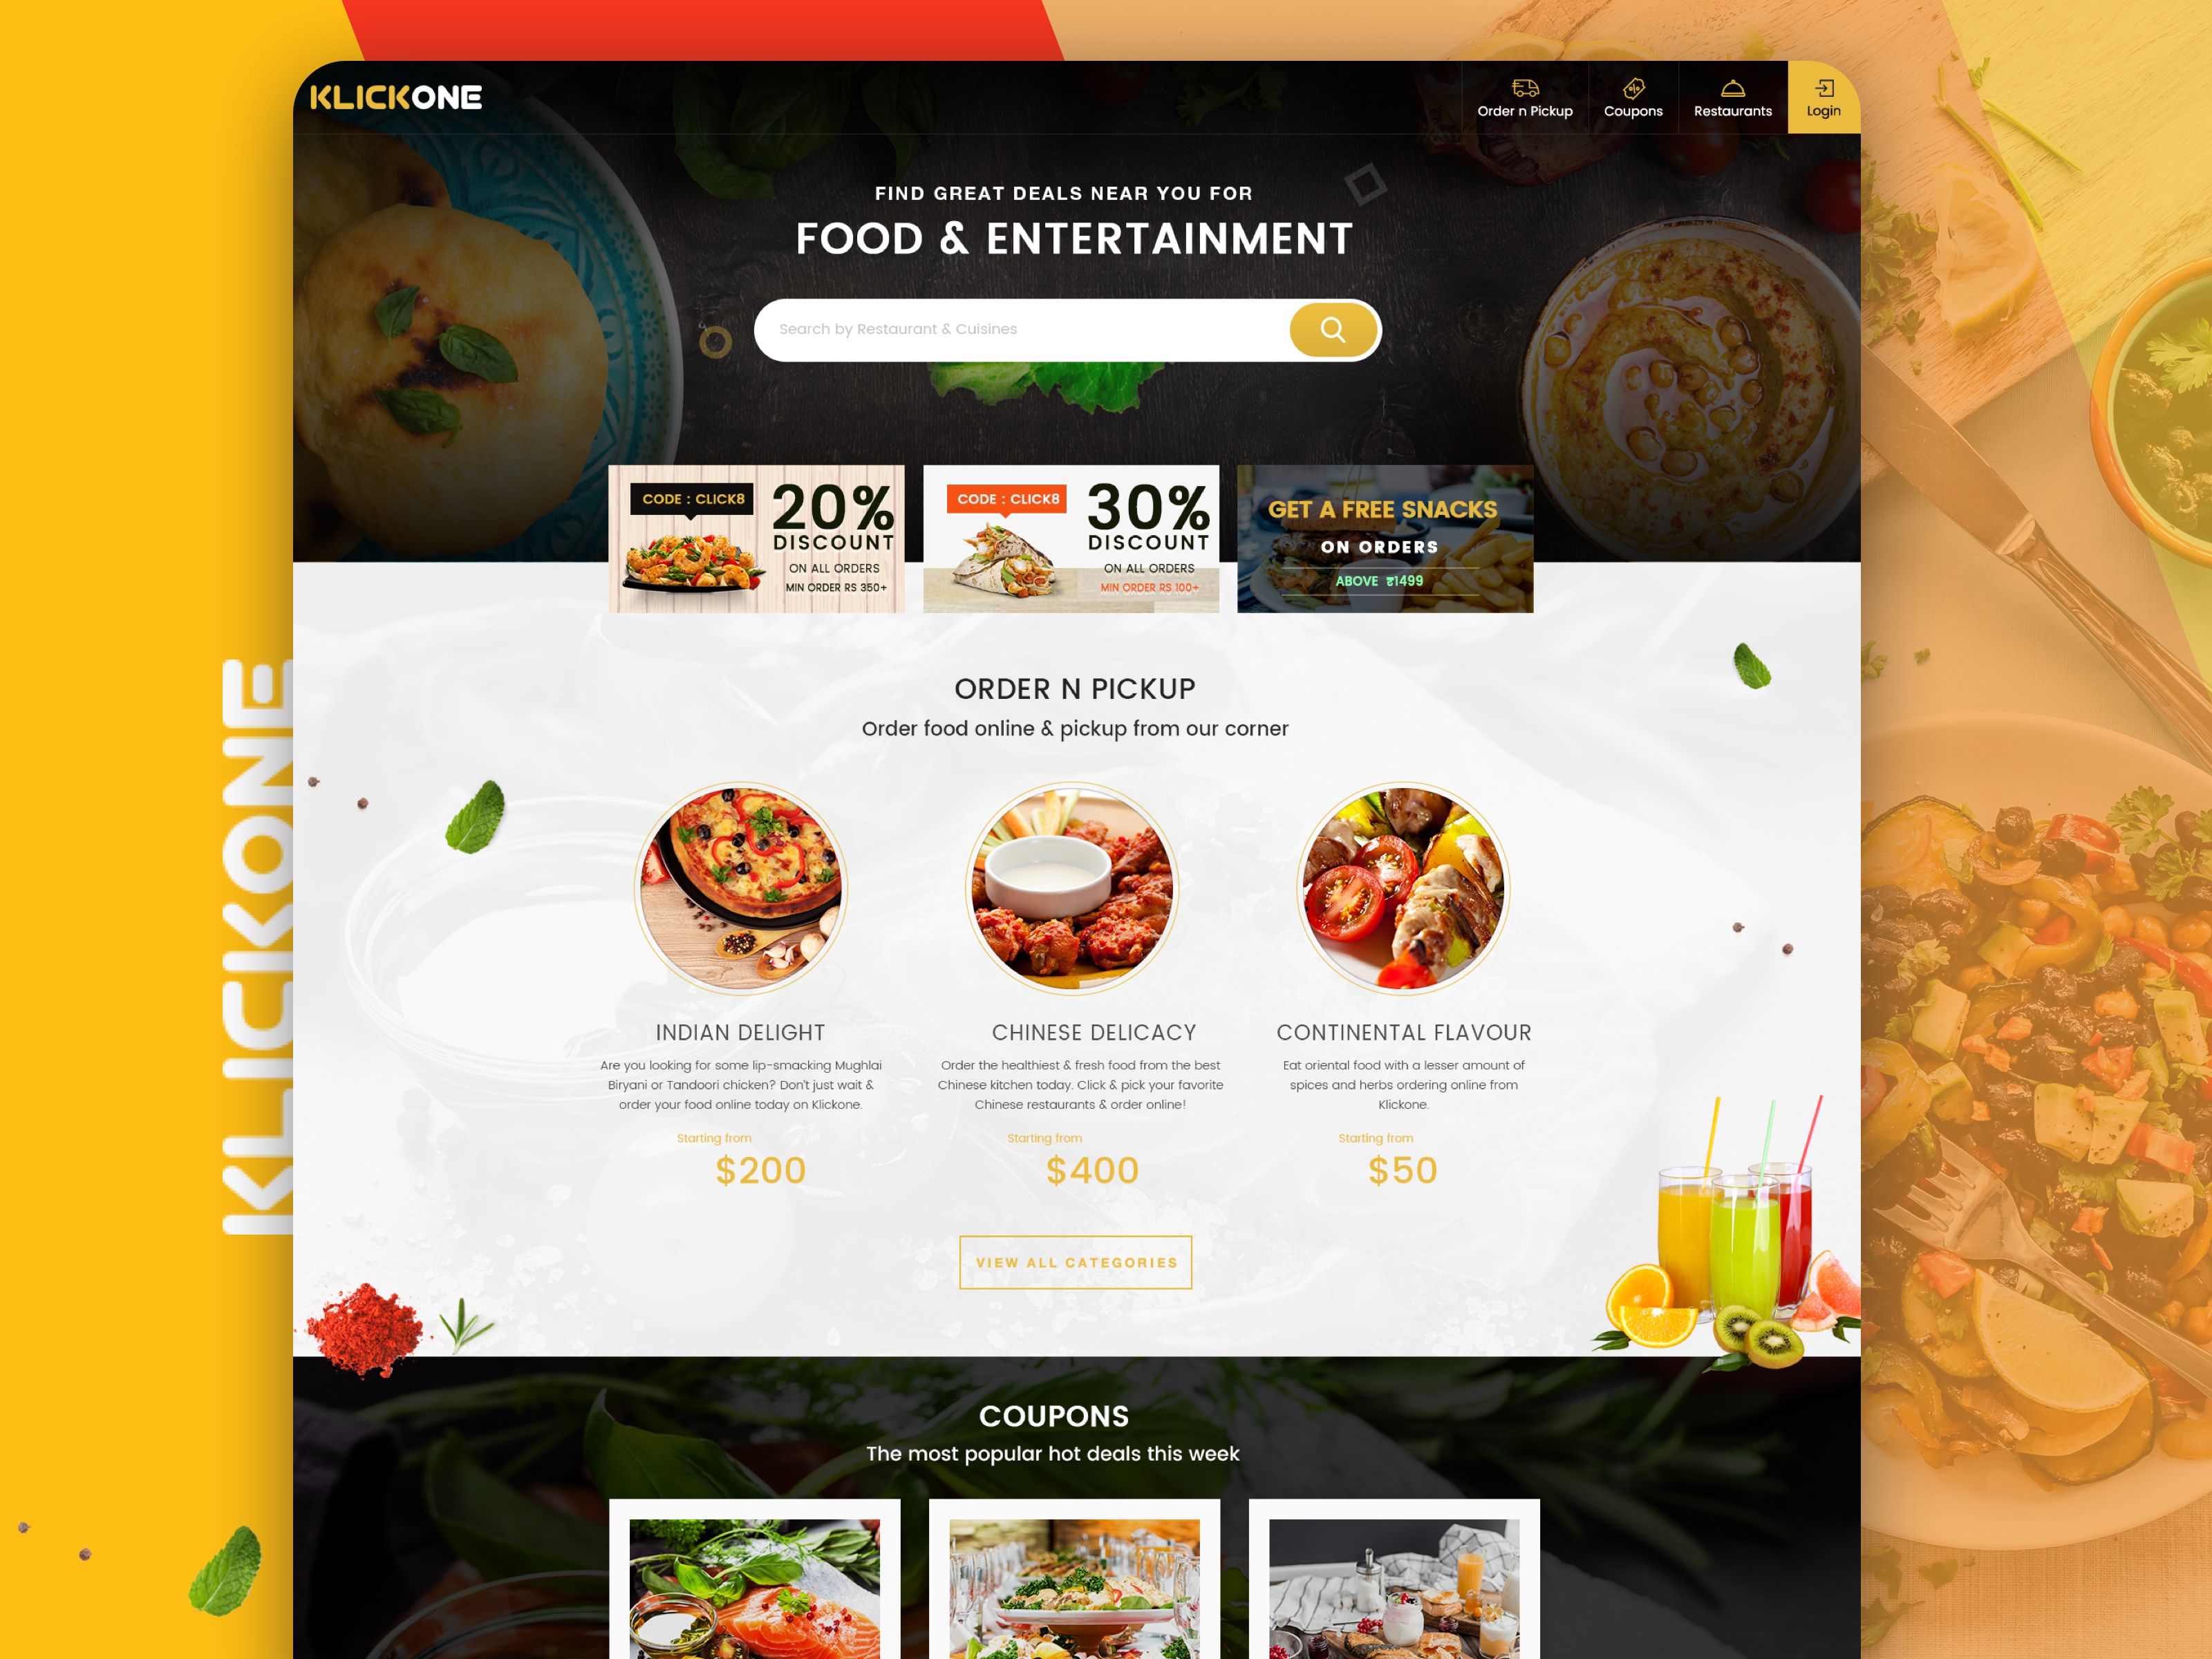 KLICKONE
Order n Pickup
Coupons
Restaurants
Login
FIND GREAT DEALS NEAR YOU FOR
FOOD & ENTERTAINMENT
Search by Restaurant & Cuisines
CODE : CLICK8
20%
DISCOUNT
ON ALL ORDERS
MIN ORDER RS 350+
CODE : CLICK8
30%
DISCOUNT
ON ALL ORDERS
MIN ORDER RS 100+
GET A FREE SNACKS
ON ORDERS
ABOVE ₹1499
KLICKONE
ORDER N PICKUP
Order food online & pickup from our corner
INDIAN DELIGHT
Are you looking for some lip-smacking Mughlai
Biryani or Tandoori chicken? Don't just wait &
order your food online today on Klickone.
Starting from
$200
CHINESE DELICACY
Order the healthiest & fresh food from the best
Chinese kitchen today. Click & pick your favorite
Chinese restaurants & order online!
Starting from
$400
CONTINENTAL FLAVOUR
Eat oriental food with a lesser amount of
spices and herbs ordering online from
Klickone.
Starting from
$50
VIEW ALL CATEGORIES
COUPONS
The most popular hot deals this week